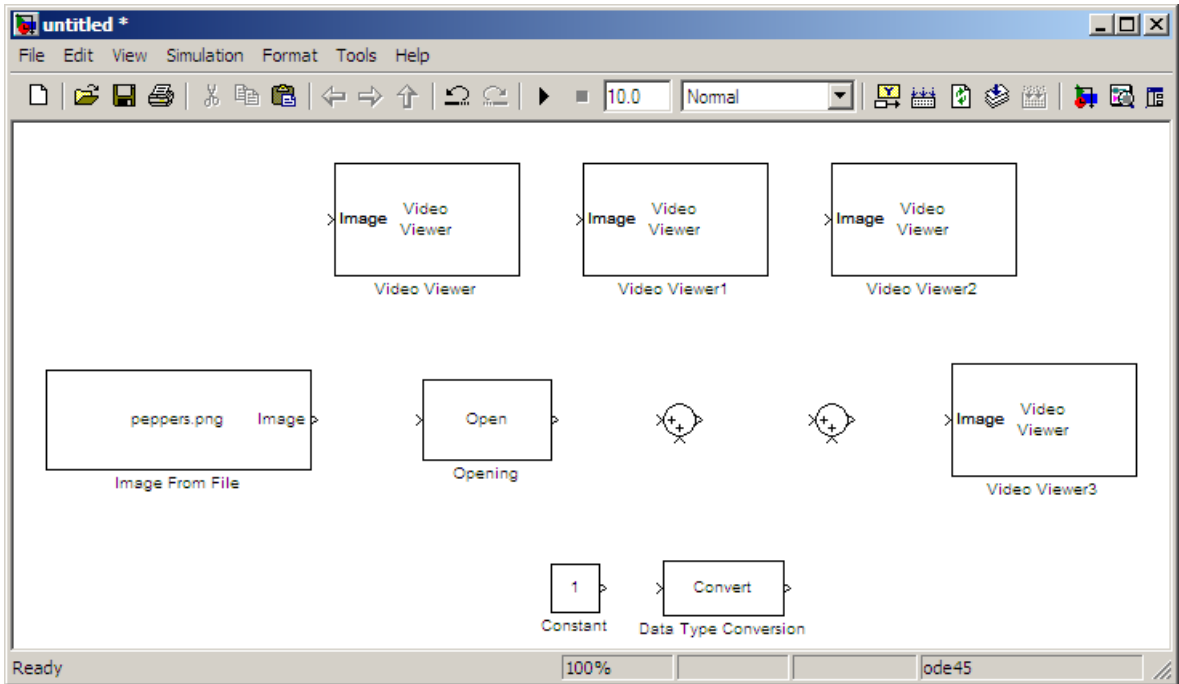 untitled *
File Edit View Simulation Format Tools Help
10.0 Normal
Image Video Viewer
Video Viewer
Image Video Viewer
Video Viewer1
Image Video Viewer
Video Viewer2
peppers.png Image
Image From File
Open
Opening
+
+
+
+
Image Video Viewer
Video Viewer3
1
Constant
Convert
Data Type Conversion
Ready 100% ode45